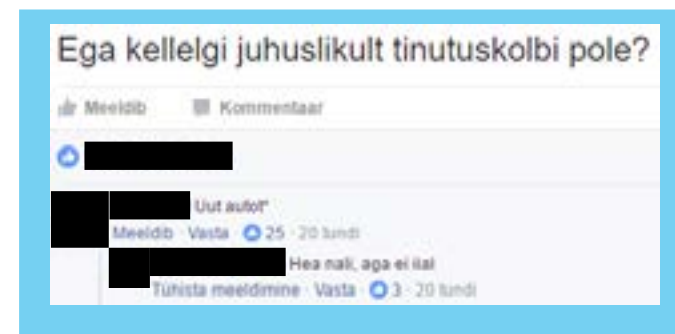 Ega kellelgi juhuslikult tinutuskolbi pole?
Meeldib Kommentaar
Uut autot*
Meeldib · Vasta · 25 · 20 tundi
Hea nali, aga ei iial
Tühista meeldimine · Vasta · 3 · 20 tundi